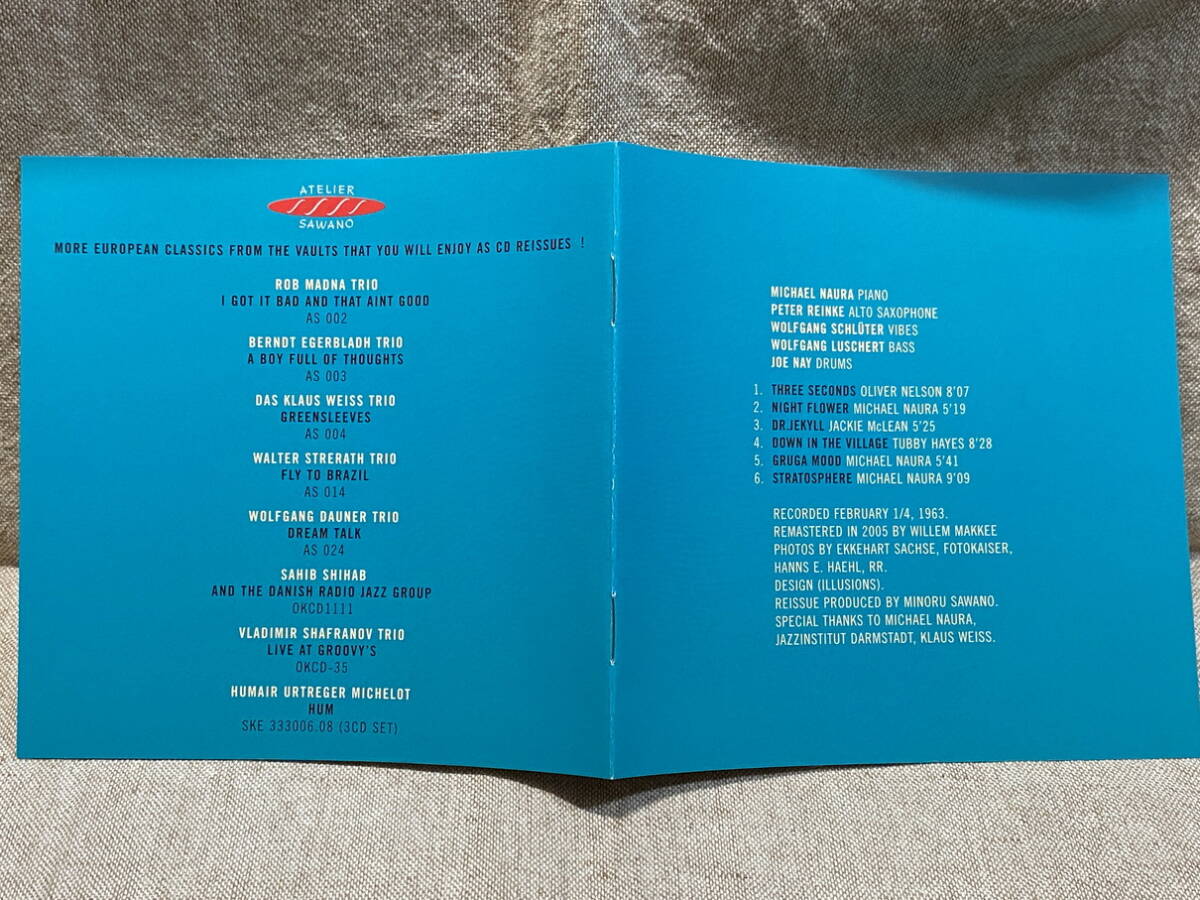 ATELIER
SAWANO
MORE EUROPEAN CLASSICS FROM THE VAULTS THAT YOU WILL ENJOY AS CD REISSUES !
ROB MADNA TRIO
I GOT IT BAD AND THAT AINT GOOD
AS 002
BERNDT EGERBLADH TRIO
A BOY FULL OF THOUGHTS
AS 003
DAS KLAUS WEISS TRIO
GREENSLEEVES
AS 004
WALTER STRERATH TRIO
FLY TO BRAZIL
AS 014
WOLFGANG DAUNER TRIO
DREAM TALK
AS 024
SAHIB SHIHAB
AND THE DANISH RADIO JAZZ GROUP
OKCD1111
VLADIMIR SHAFRANOV TRIO
LIVE AT GROOVY'S
OKCD-35
HUMAIR URTREGER MICHELOT
HUM
SKE 333006.08 (3CD SET)
MICHAEL NAURA PIANO
PETER REINKE ALTO SAXOPHONE
WOLFGANG SCHLÜTER VIBES
WOLFGANG LUSCHERT BASS
JOE NAY DRUMS
1. THREE SECONDS OLIVER NELSON 8'07
2. NIGHT FLOWER MICHAEL NAURA 5'19
3. DR.JEKYLL JACKIE McLEAN 5'25
4. DOWN IN THE VILLAGE TUBBY HAYES 8'28
5. GRUGA MOOD MICHAEL NAURA 5'41
6. STRATOSPHERE MICHAEL NAURA 9'09
RECORDED FEBRUARY 1/4, 1963.
REMASTERED IN 2005 BY WILLEM MAKKEE
PHOTOS BY EKKEHART SACHSE, FOTOKAISER,
HANNS E. HAEHL, RR.
DESIGN (ILLUSIONS).
REISSUE PRODUCED BY MINORU SAWANO.
SPECIAL THANKS TO MICHAEL NAURA,
JAZZINSTITUT DARMSTADT, KLAUS WEISS.